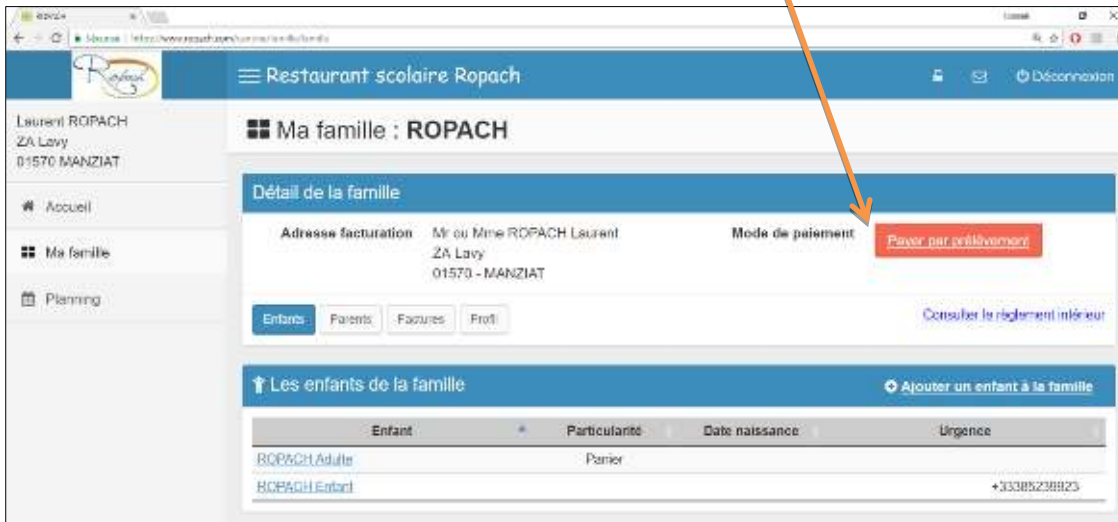 Ropach
Restaurant scolaire Ropach
Déconnexion
Laurent ROPACH
ZA Lavy
01570 MANZIAT
Ma famille : ROPACH
Accueil
Ma famille
Planning
Détail de la famille
Adresse facturation Mr ou Mme ROPACH Laurent Mode de paiement Payer par prélèvement
ZA Lavy
01570 - MANZIAT
Enfants Parents Factures Profil Consulter le règlement intérieur
Les enfants de la famille Ajouter un enfant à la famille
Enfant Particularité Date naissance Urgence
ROPACH Adulte Panier
ROPACH Enfant +33385239923